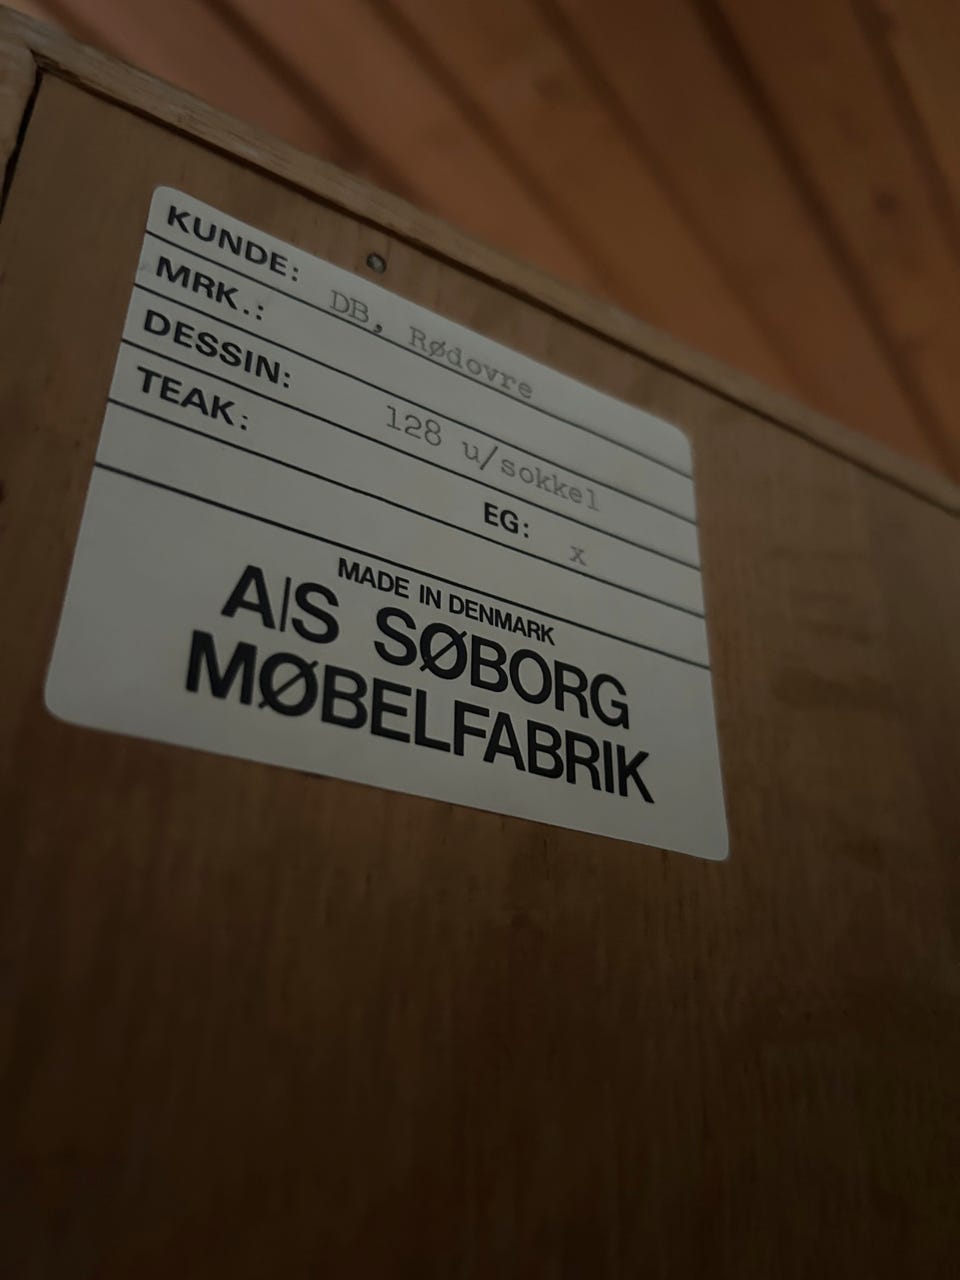 KUNDE: DB, Rødovre
MRK.:
DESSIN: 128 u/sokkel
TEAK: EG: x
MADE IN DENMARK
A|S SØBORG
MØBELFABRIK